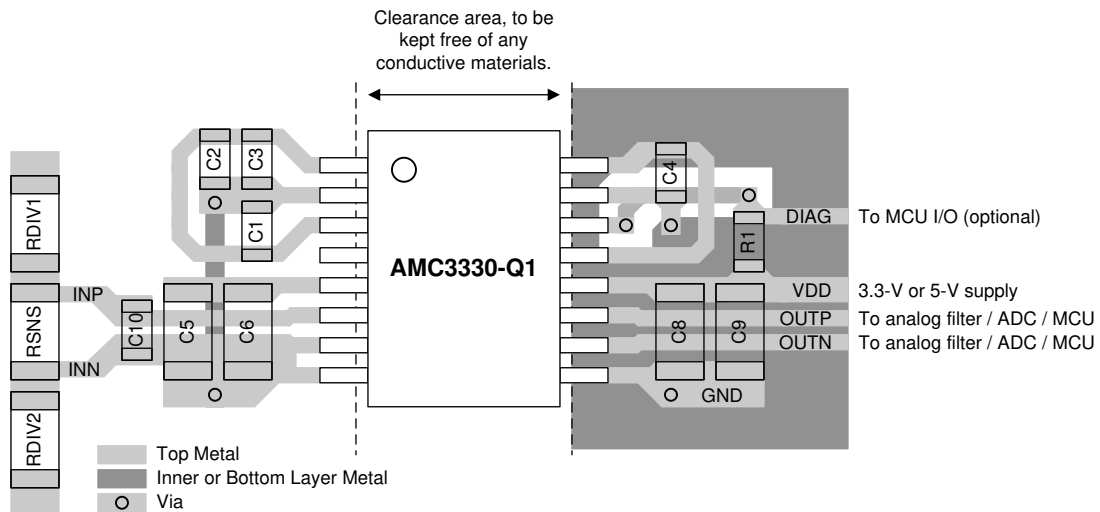 Clearance area, to be
kept free of any
conductive materials.
C2
C3
C4
C1
RDIV1
R1
DIAG
To MCU I/O (optional)
AMC3330-Q1
INP
RSNS
INN
C10
C5
C6
C8
C9
VDD
3.3-V or 5-V supply
OUTP
To analog filter / ADC / MCU
OUTN
To analog filter / ADC / MCU
GND
RDIV2
Top Metal
Inner or Bottom Layer Metal
Via